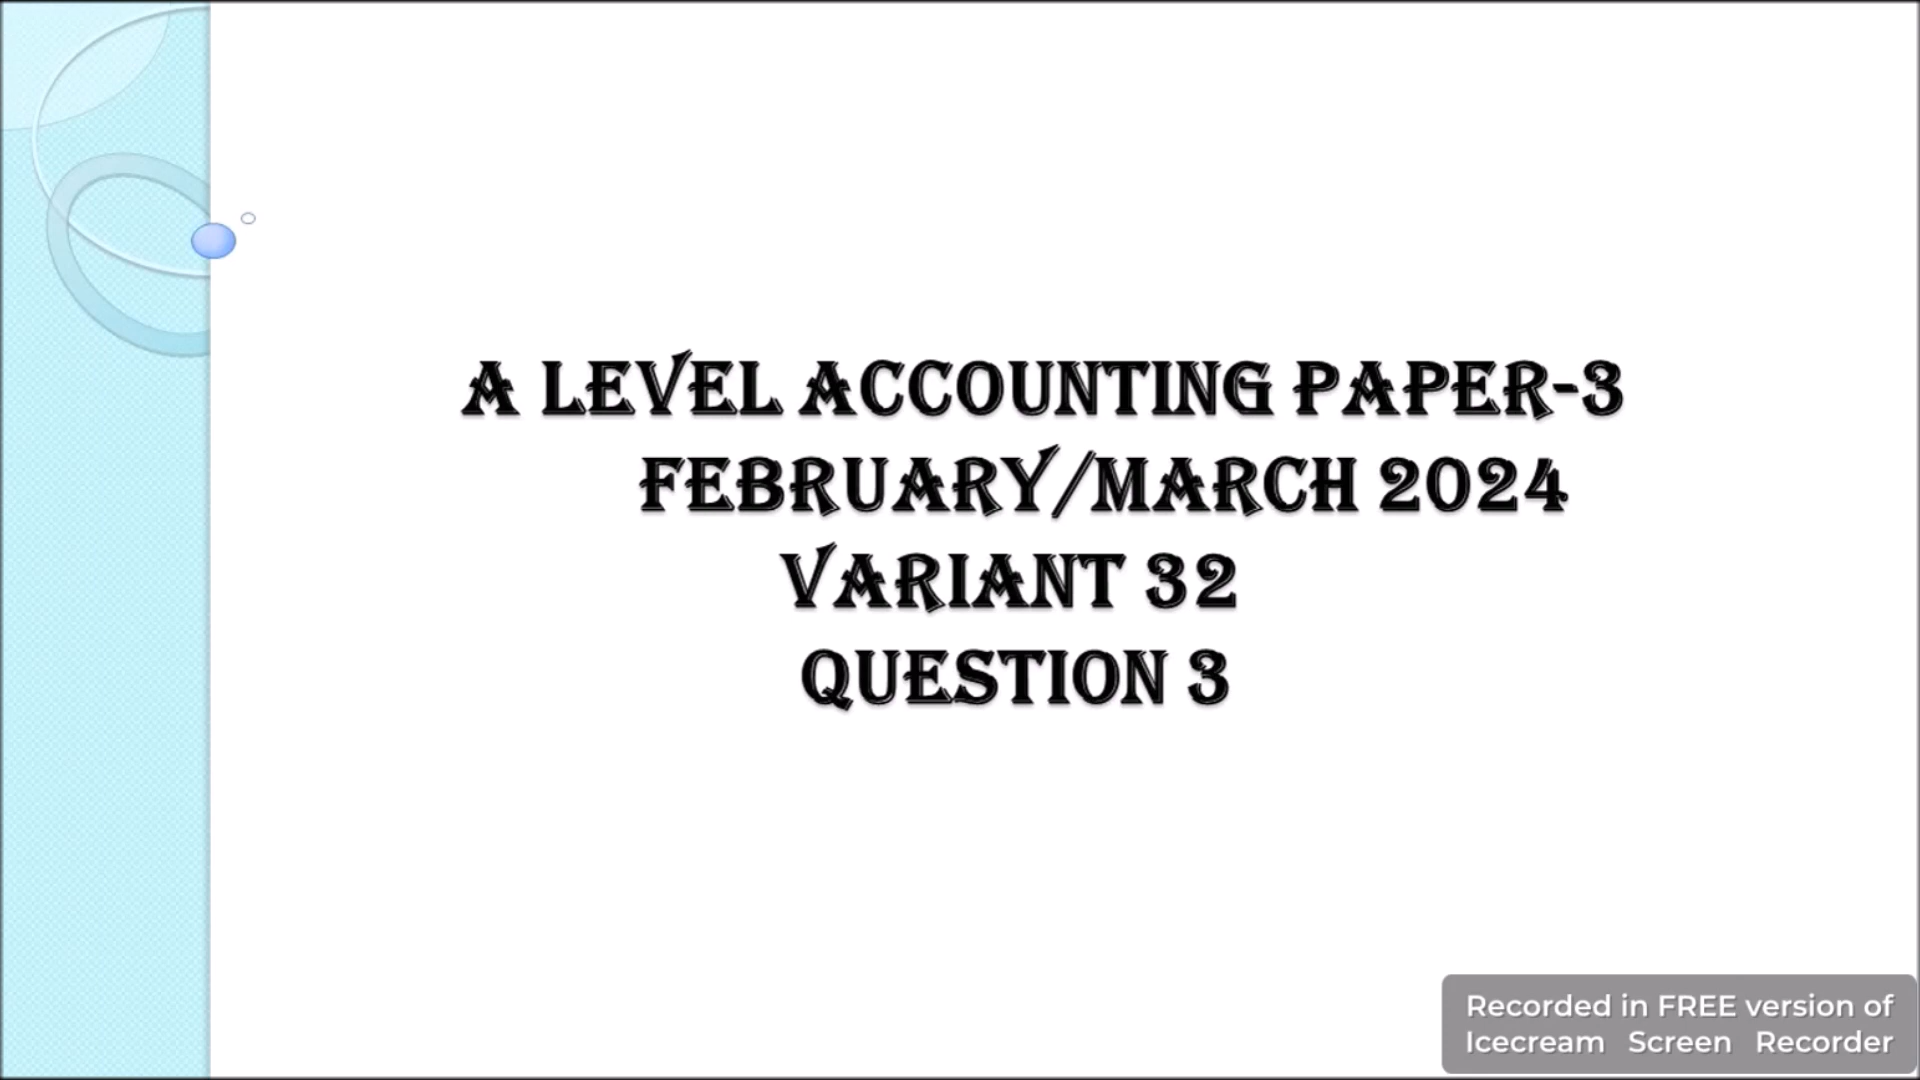 A LEVEL ACCOUNTING PAPER-3
FEBRUARY/MARCH 2024
VARIANT 32
QUESTION 3
Recorded in FREE version of
Icecream Screen Recorder